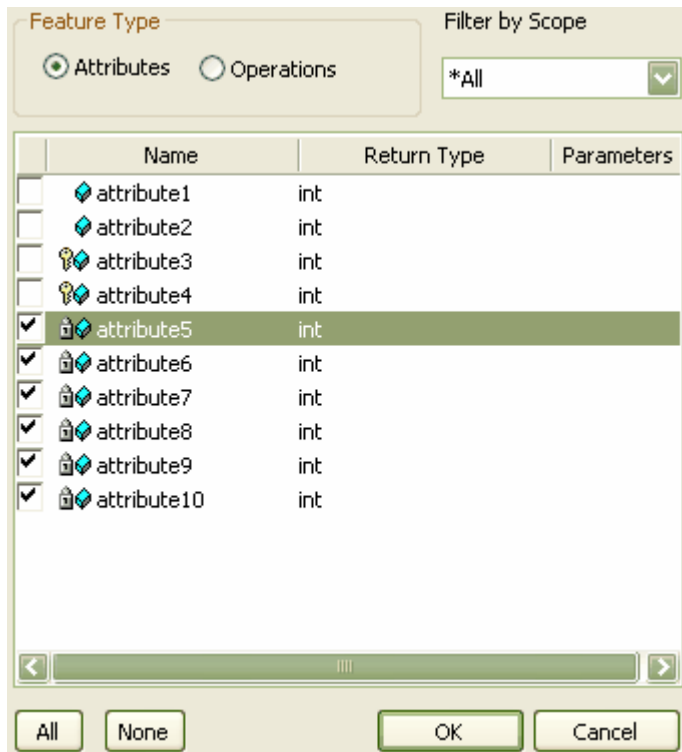 Feature Type
Filter by Scope
Attributes Operations
*All
Name Return Type Parameters
attribute1 int
attribute2 int
attribute3 int
attribute4 int
attribute5 int
attribute6 int
attribute7 int
attribute8 int
attribute9 int
attribute10 int
All None OK Cancel